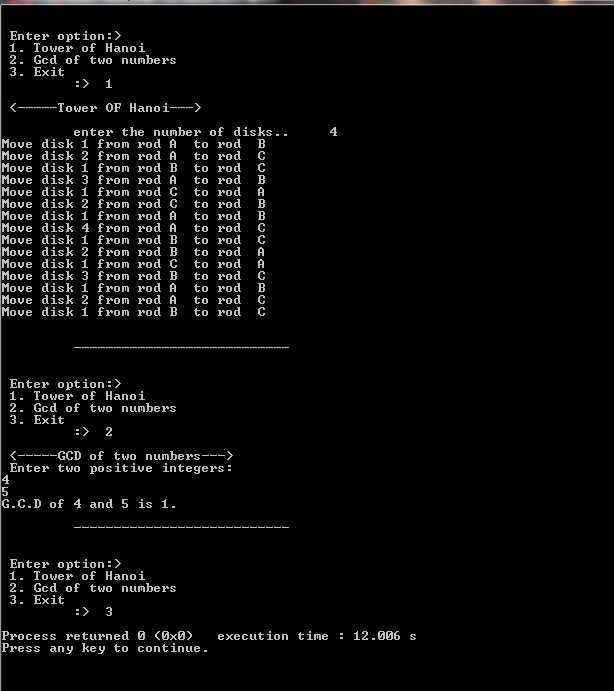 Enter option:>
1. Tower of Hanoi
2. Gcd of two numbers
3. Exit
:> 1
<-----Tower OF Hanoi--->
enter the number of disks.. 4
Move disk 1 from rod A to rod B
Move disk 2 from rod A to rod C
Move disk 1 from rod B to rod C
Move disk 3 from rod A to rod B
Move disk 1 from rod C to rod A
Move disk 2 from rod C to rod B
Move disk 1 from rod A to rod B
Move disk 4 from rod A to rod C
Move disk 1 from rod B to rod C
Move disk 2 from rod B to rod A
Move disk 1 from rod C to rod A
Move disk 3 from rod B to rod C
Move disk 1 from rod A to rod B
Move disk 2 from rod A to rod C
Move disk 1 from rod B to rod C
---------------------------
Enter option:>
1. Tower of Hanoi
2. Gcd of two numbers
3. Exit
:> 2
<-----GCD of two numbers--->
Enter two positive integers:
4
5
G.C.D of 4 and 5 is 1.
---------------------------
Enter option:>
1. Tower of Hanoi
2. Gcd of two numbers
3. Exit
:> 3
Process returned 0 (0x0) execution time : 12.006 s
Press any key to continue.